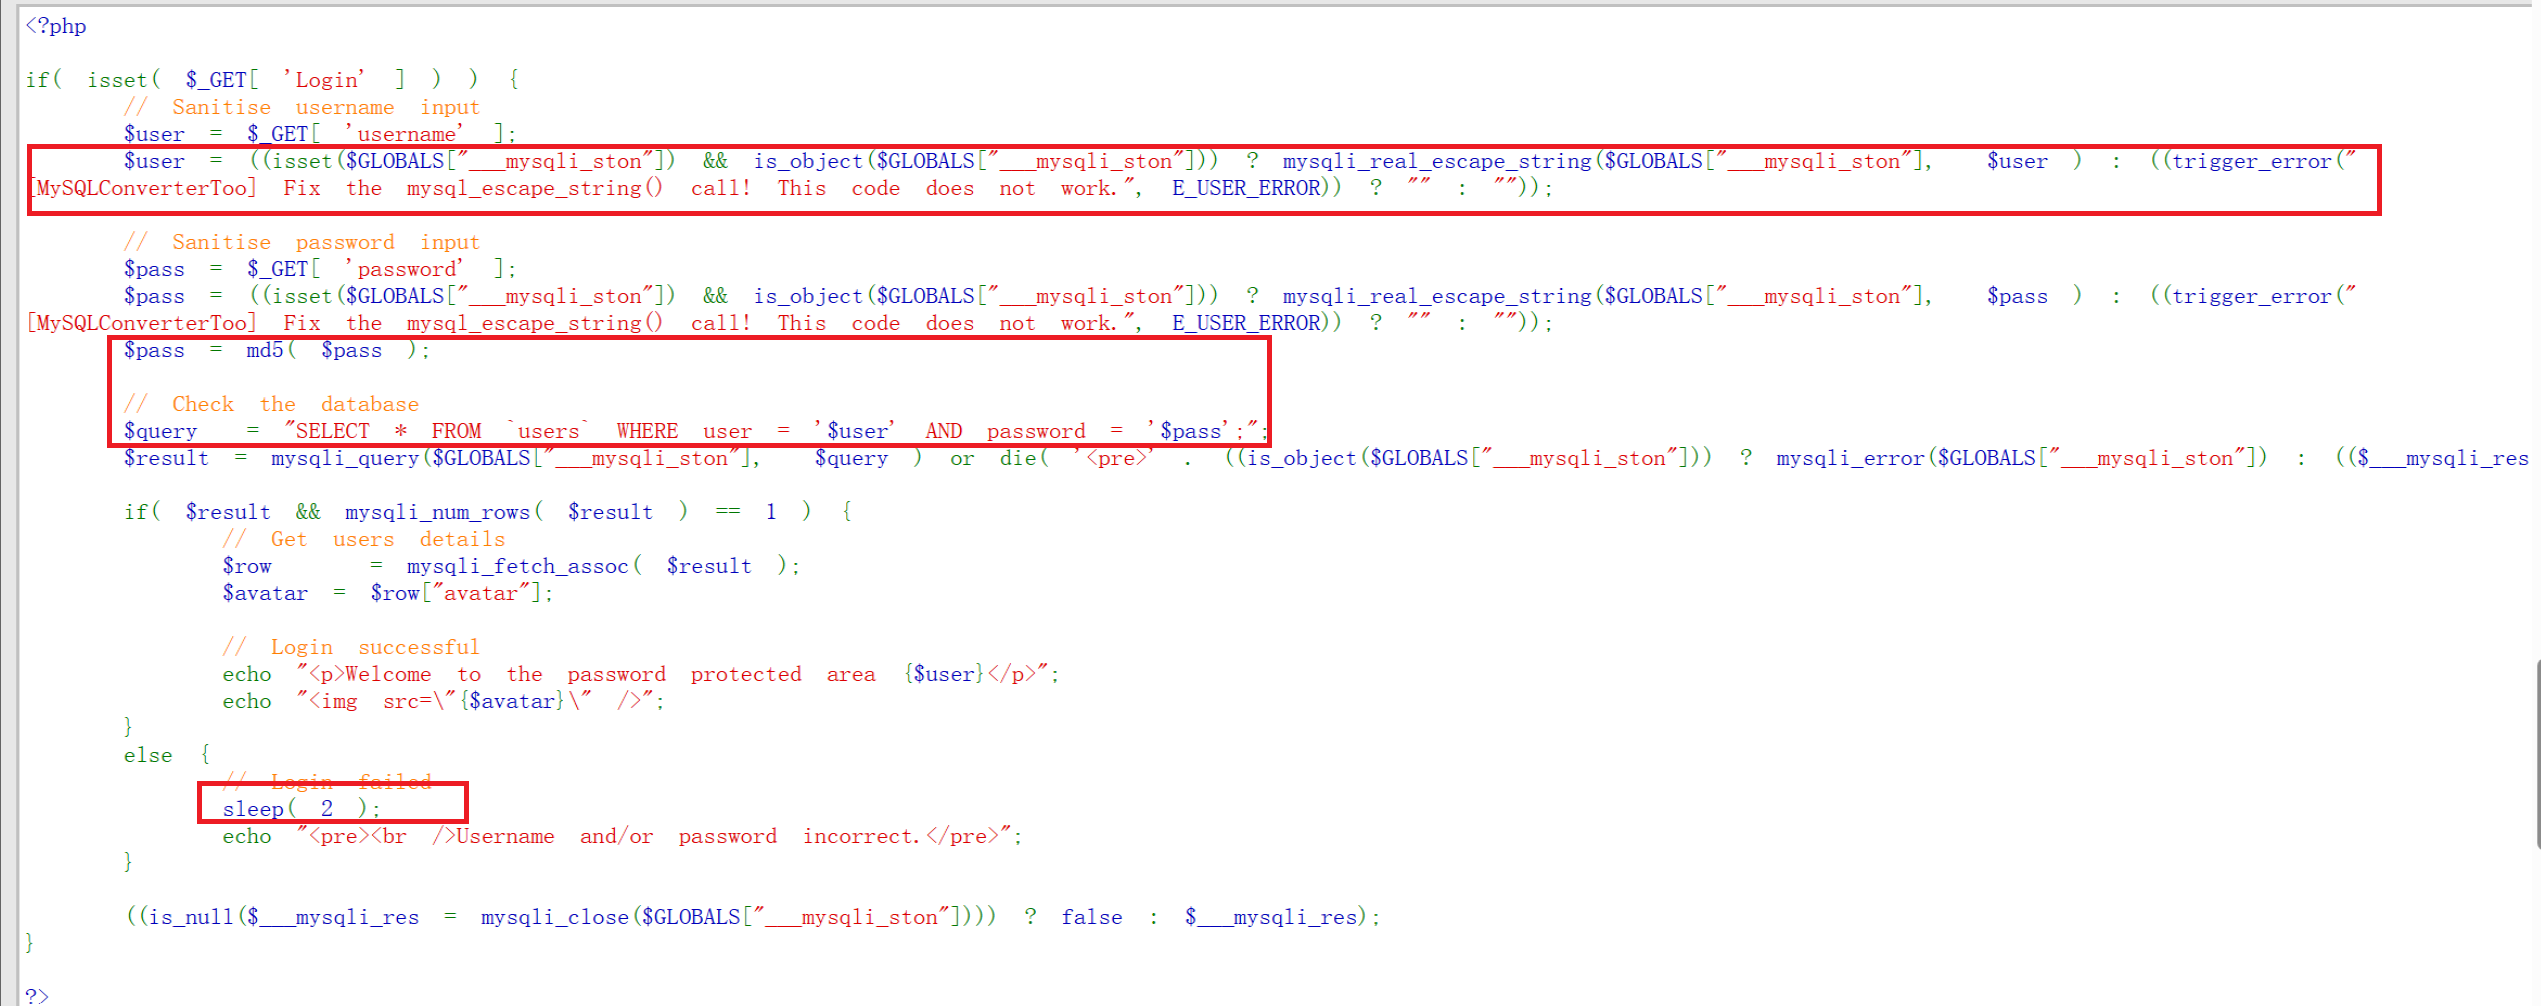 <?php
if( isset( $_GET[ 'Login' ] ) ) {
// Sanitise username input
$user = $_GET[ 'username' ];
$user = ((isset($GLOBALS["___mysqli_ston"]) && is_object($GLOBALS["___mysqli_ston"])) ? mysqli_real_escape_string($GLOBALS["___mysqli_ston"], $user ) : ((trigger_error("
[MySQLConverterToo] Fix the mysql_escape_string() call! This code does not work.", E_USER_ERROR)) ? "" : ""));
// Sanitise password input
$pass = $_GET[ 'password' ];
$pass = ((isset($GLOBALS["___mysqli_ston"]) && is_object($GLOBALS["___mysqli_ston"])) ? mysqli_real_escape_string($GLOBALS["___mysqli_ston"], $pass ) : ((trigger_error("
[MySQLConverterToo] Fix the mysql_escape_string() call! This code does not work.", E_USER_ERROR)) ? "" : ""));
$pass = md5( $pass );
// Check the database
$query = "SELECT * FROM `users` WHERE user = '$user' AND password = '$pass';";
$result = mysqli_query($GLOBALS["___mysqli_ston"], $query ) or die( '<pre>' . ((is_object($GLOBALS["___mysqli_ston"])) ? mysqli_error($GLOBALS["___mysqli_ston"]) : (($___mysqli_res
if( $result && mysqli_num_rows( $result ) == 1 ) {
// Get users details
$row = mysqli_fetch_assoc( $result );
$avatar = $row["avatar"];
// Login successful
echo "<p>Welcome to the password protected area {$user}</p>";
echo "<img src=\"{$avatar}\" />";
}
else {
// Login failed
sleep( 2 );
echo "<pre><br />Username and/or password incorrect.</pre>";
}
((is_null($___mysqli_res = mysqli_close($GLOBALS["___mysqli_ston"]))) ? false : $___mysqli_res);
}
?>